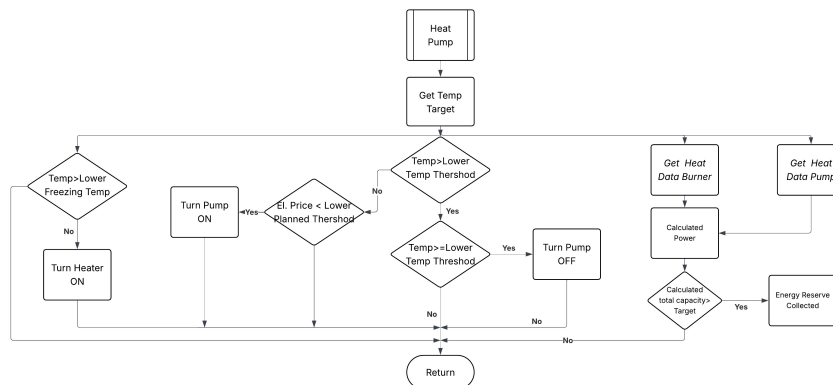 Heat
Pump
Get Temp
Target
Temp>Lower
Freezing Temp
No
Turn Heater
ON
Turn Pump
ON
Yes
El. Price < Lower
Planned Thershod
No
Temp>Lower
Temp Thershod
Yes
Temp>=Lower
Temp Threshod
Yes
No
Turn Pump
OFF
No
Get Heat
Data Burner
Get Heat
Data Pump
Calculated
Power
Calculated
total capacity>
Target
Yes
Energy Reserve
Collected
No
Return